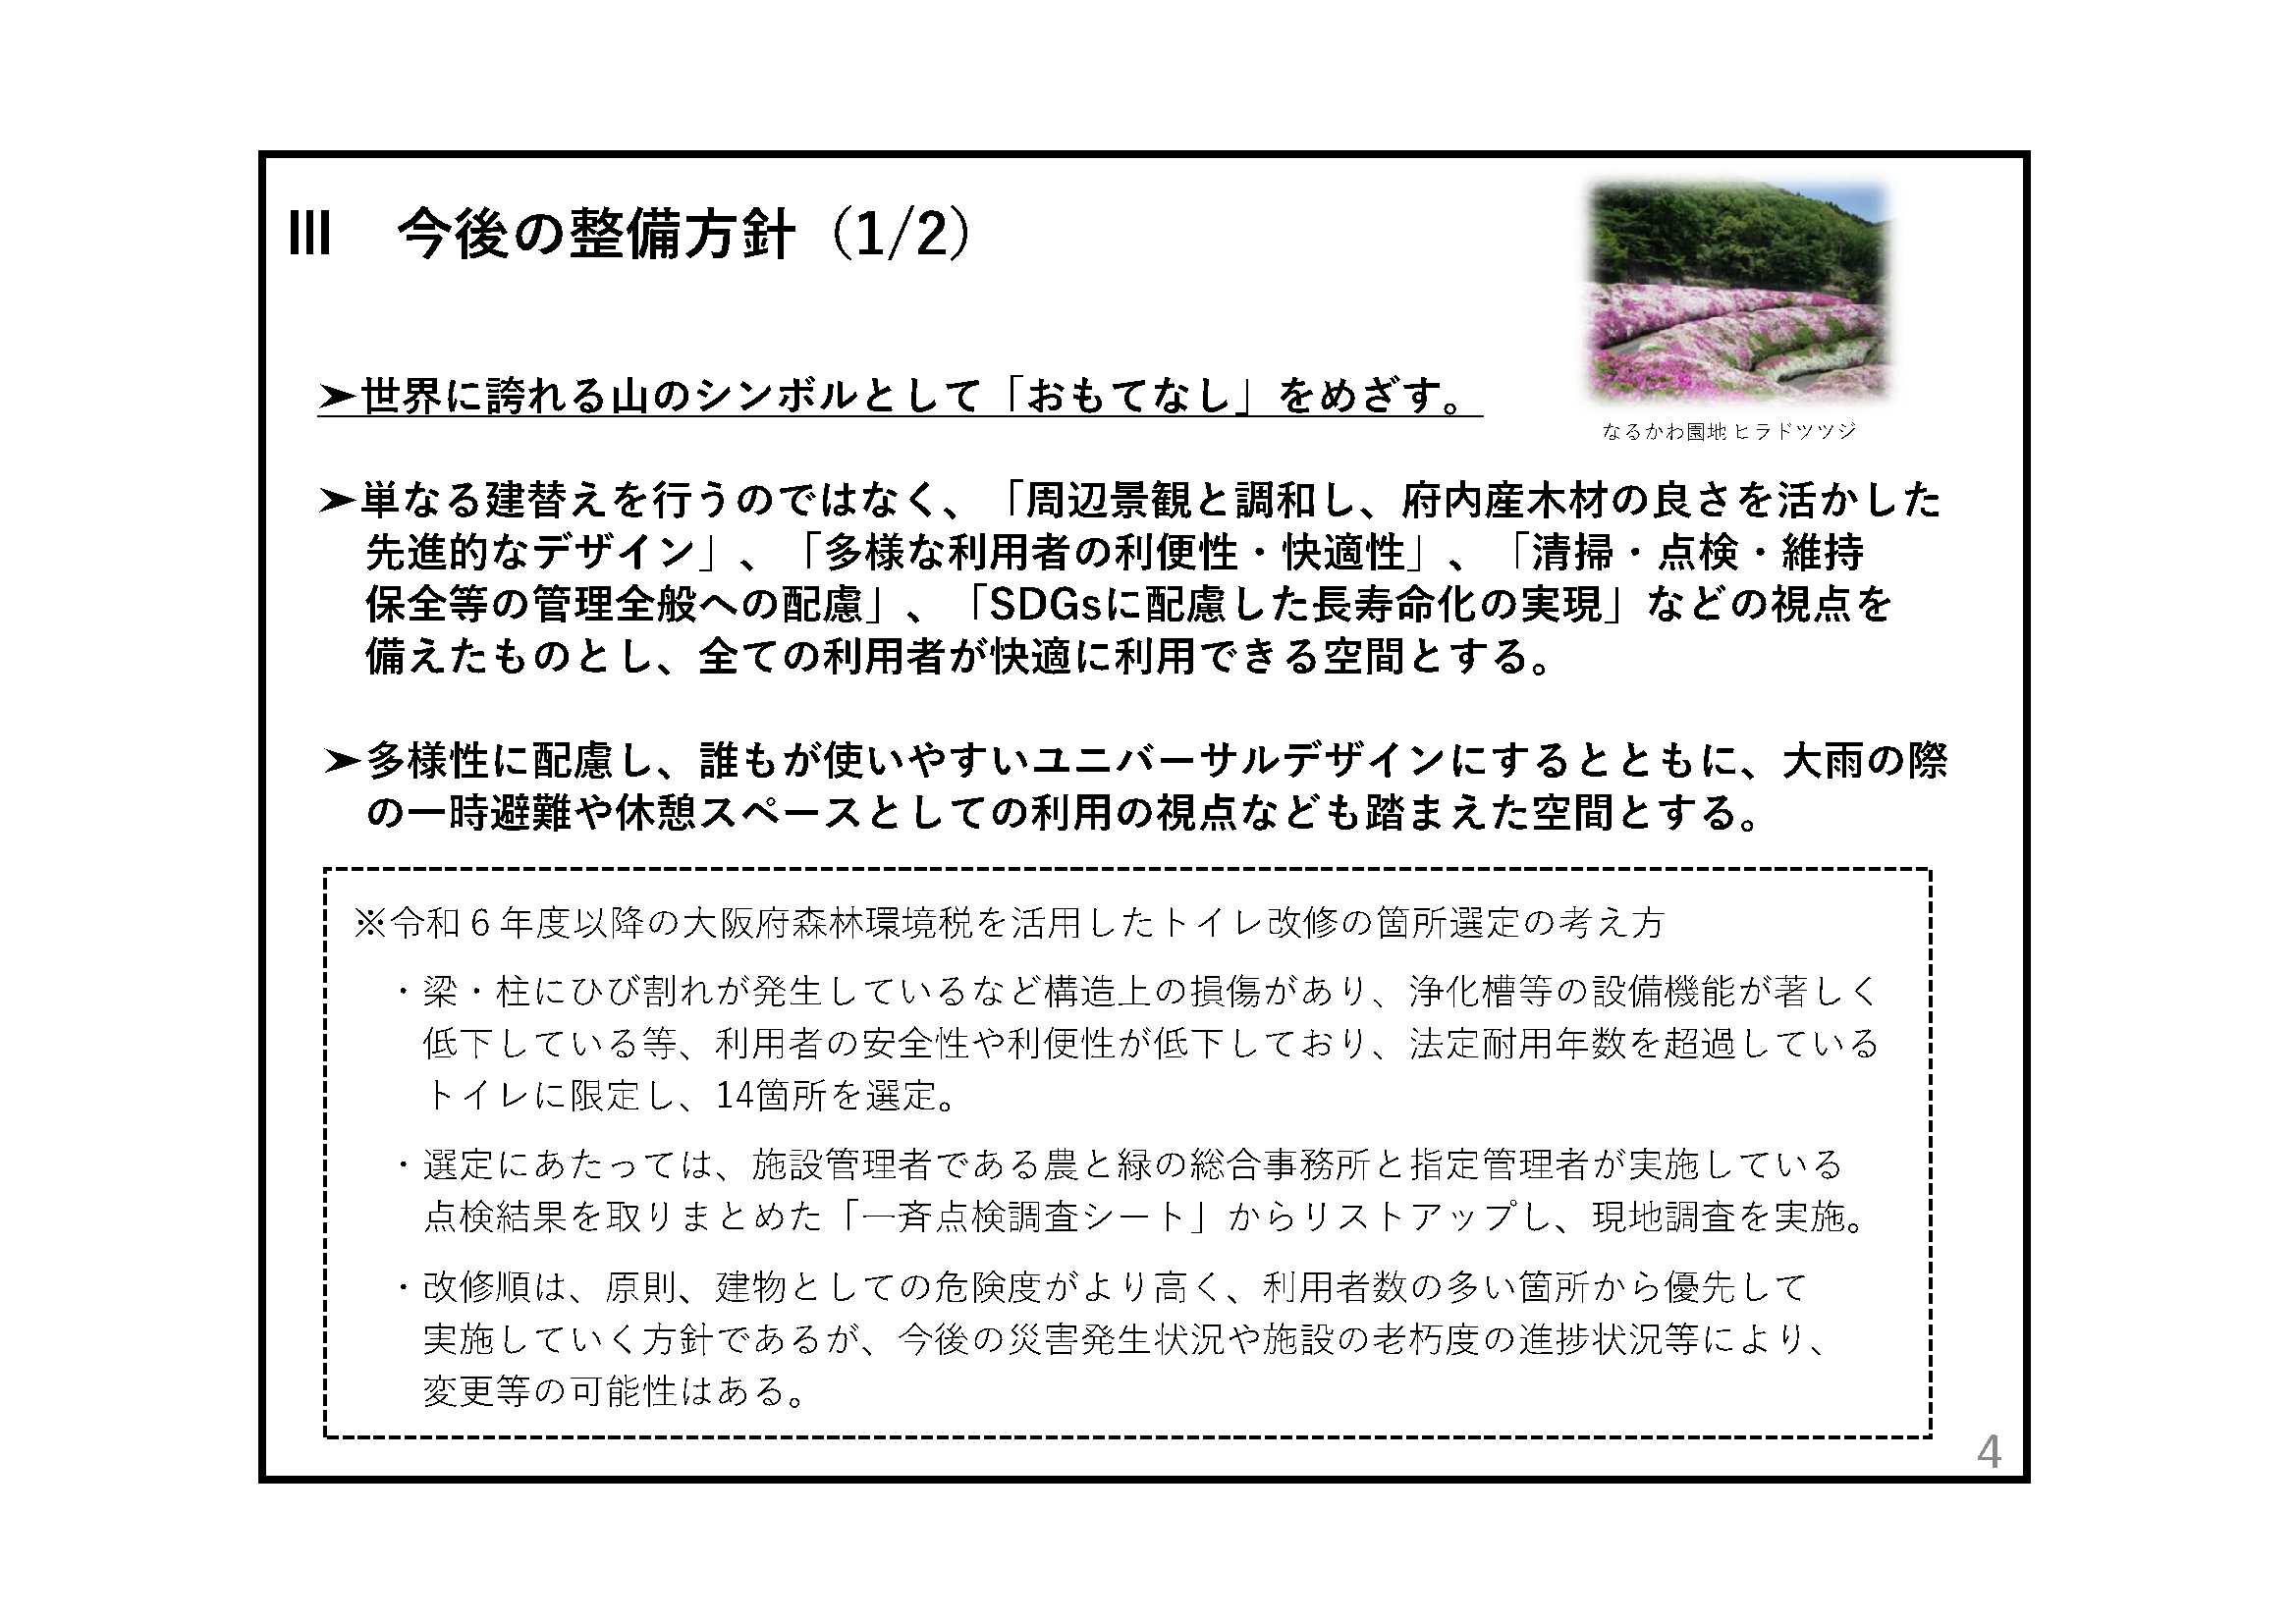 Ⅲ　今後の整備方針（1/2）
➤世界に誇れる山のシンボルとして「おもてなし」をめざす。
なるかわ園地 ヒラドツツジ
➤単なる建替えを行うのではなく、「周辺景観と調和し、府内産木材の良さを活かした
先進的なデザイン」、「多様な利用者の利便性・快適性」、「清掃・点検・維持
保全等の管理全般への配慮」、「SDGsに配慮した長寿命化の実現」などの視点を
備えたものとし、全ての利用者が快適に利用できる空間とする。
➤多様性に配慮し、誰もが使いやすいユニバーサルデザインにするとともに、大雨の際
の一時避難や休憩スペースとしての利用の視点なども踏まえた空間とする。
※令和６年度以降の大阪府森林環境税を活用したトイレ改修の箇所選定の考え方
・梁・柱にひび割れが発生しているなど構造上の損傷があり、浄化槽等の設備機能が著しく
低下している等、利用者の安全性や利便性が低下しており、法定耐用年数を超過している
トイレに限定し、14箇所を選定。
・選定にあたっては、施設管理者である農と緑の総合事務所と指定管理者が実施している
点検結果を取りまとめた「一斉点検調査シート」からリストアップし、現地調査を実施。
・改修順は、原則、建物としての危険度がより高く、利用者数の多い箇所から優先して
実施していく方針であるが、今後の災害発生状況や施設の老朽度の進捗状況等により、
変更等の可能性はある。
4